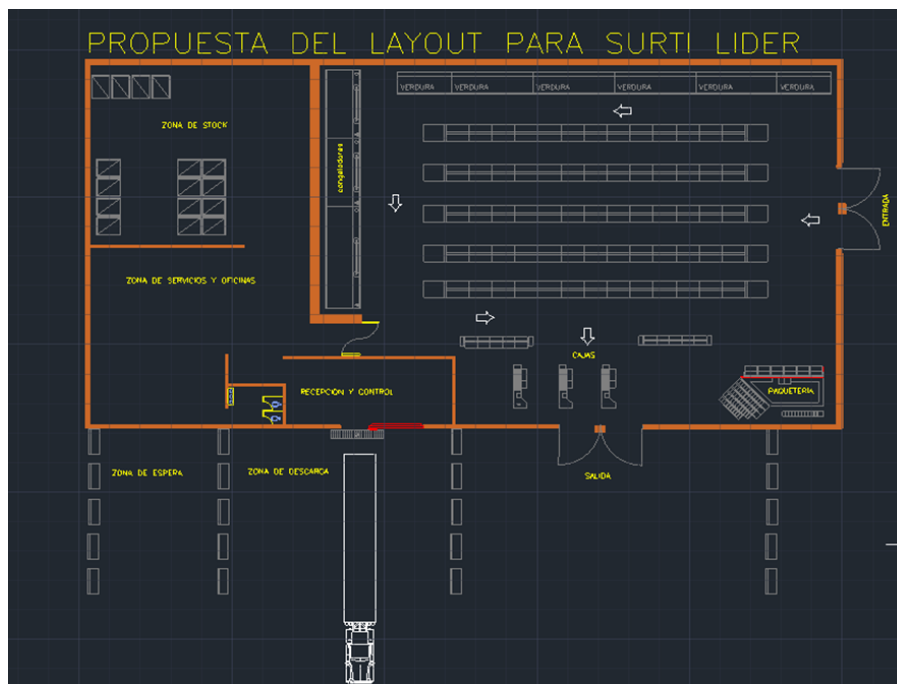 PROPUESTA DEL LAYOUT PARA SURTI LIDER
VERDURA VERDURA VERDURA VERDURA VERDURA VERDURA
ZONA DE STOCK
congeladores
ENTRADA
ZONA DE SERVICIOS Y OFICINAS
CAJAS
RECEPCION Y CONTROL
PAQUETERIA
ZONA DE ESPERA
ZONA DE DESCARGA
SALIDA